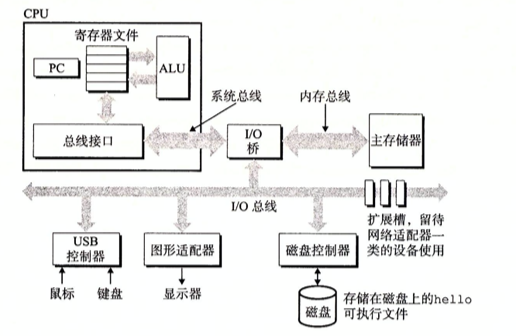 CPU
寄存器文件
PC
ALU
系统总线
内存总线
总线接口
I/O
桥
主存储器
I/O 总线
扩展槽，留待
网络适配器一
类的设备使用
USB
控制器
图形适配器
磁盘控制器
鼠标
键盘
显示器
磁盘
存储在磁盘上的hello
可执行文件